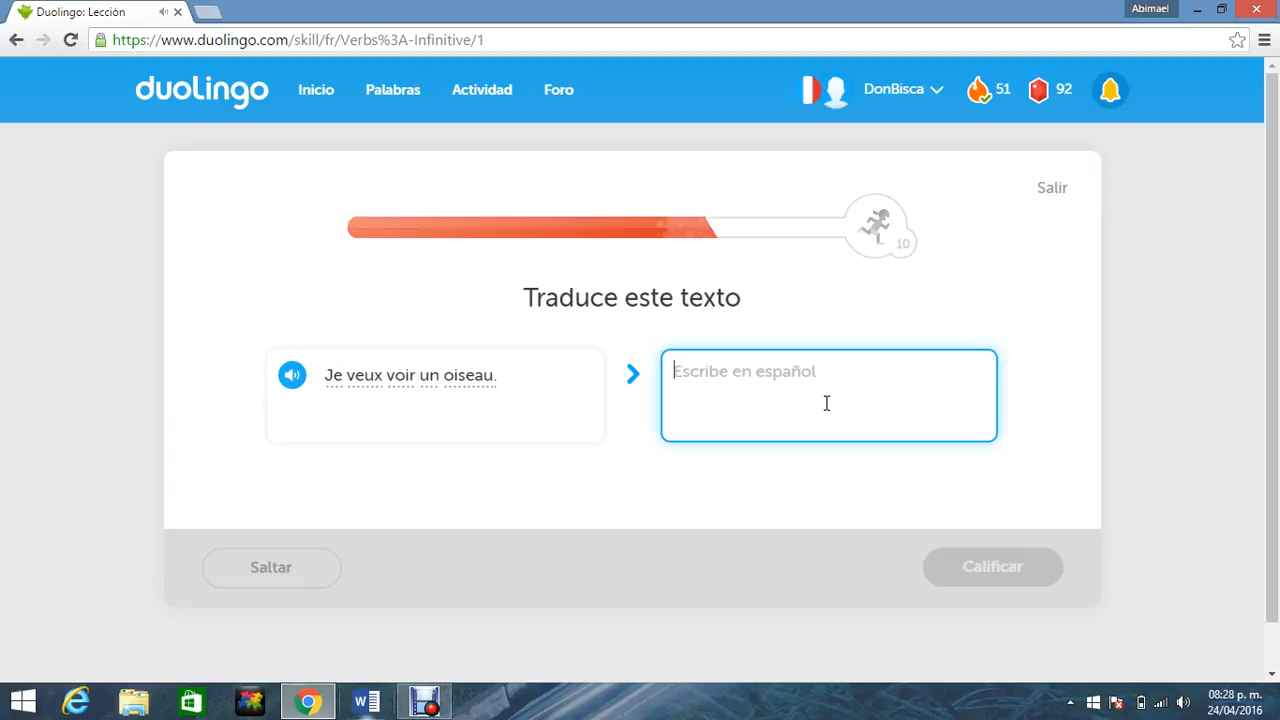 Duolingo: Lección
Abimael
https://www.duolingo.com/skill/fr/Verbs%3A-Infinitive/1
duolingo Inicio Palabras Actividad Foro DonBisca 51 92
Salir
10
Traduce este texto
Je veux voir un oiseau. Escribe en español
Saltar Calificar
08:28 p. m.
24/04/2016